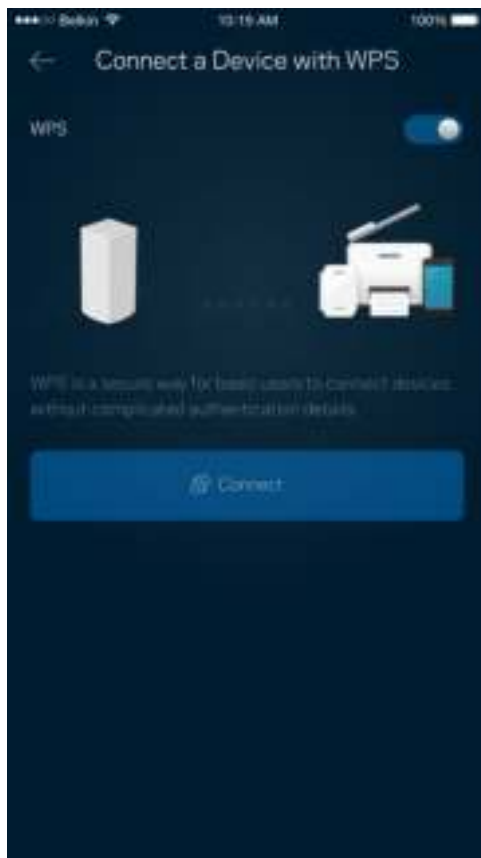 Belkin 10:19 AM 100%
Connect a Device with WPS
WPS
WPS is a secure way for basic users to connect devices
without complicated authentication details.
Connect